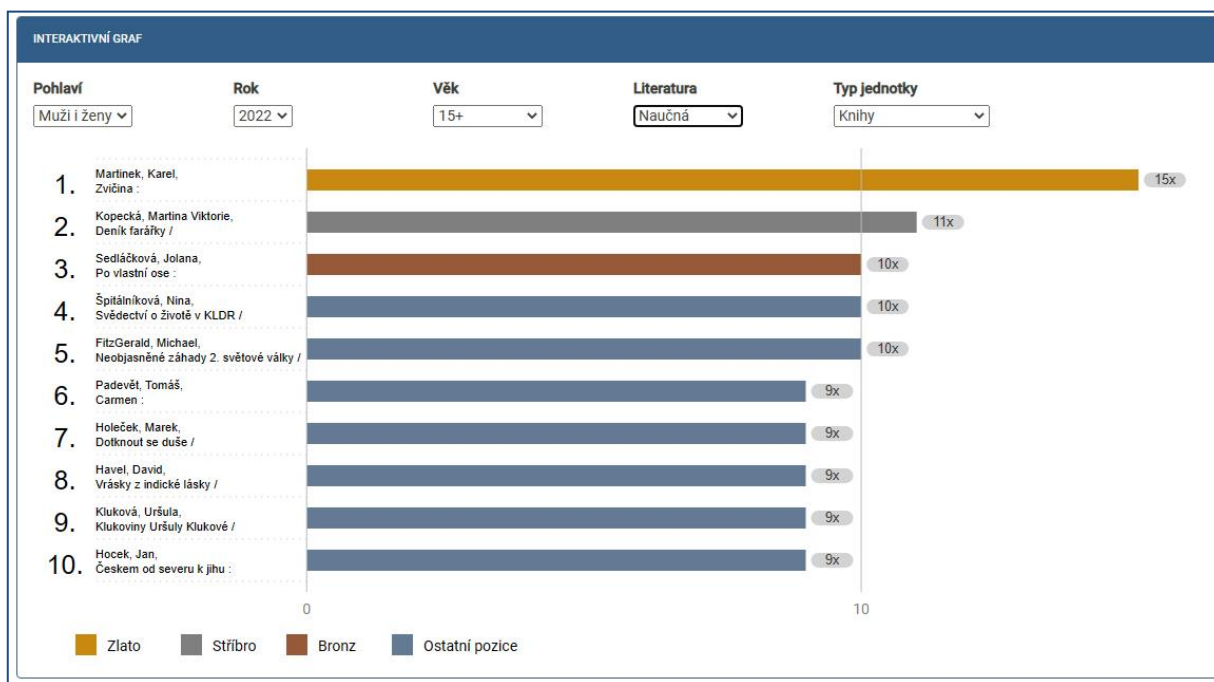 INTERAKTIVNÍ GRAF
Pohlaví Rok Věk Literatura Typ jednotky
Muži i ženy 2022 15+ Naučná Knihy
1. Martinek, Karel,
Zvičina :
15x
2. Kopecká, Martina Viktorie,
Deník farářky /
11x
3. Sedláčková, Jolana,
Po vlastní ose :
10x
4. Špitálníková, Nina,
Svědectví o životě v KLDR /
10x
5. FitzGerald, Michael,
Neobjasněné záhady 2. světové války /
10x
6. Padevět, Tomáš,
Carmen :
9x
7. Holeček, Marek,
Dotknout se duše /
9x
8. Havel, David,
Vrásky z indické lásky /
9x
9. Kluková, Uršula,
Klukoviny Uršuly Klukové /
9x
10. Hocek, Jan,
Českem od severu k jihu :
9x
0 10
Zlato Stříbro Bronz Ostatní pozice